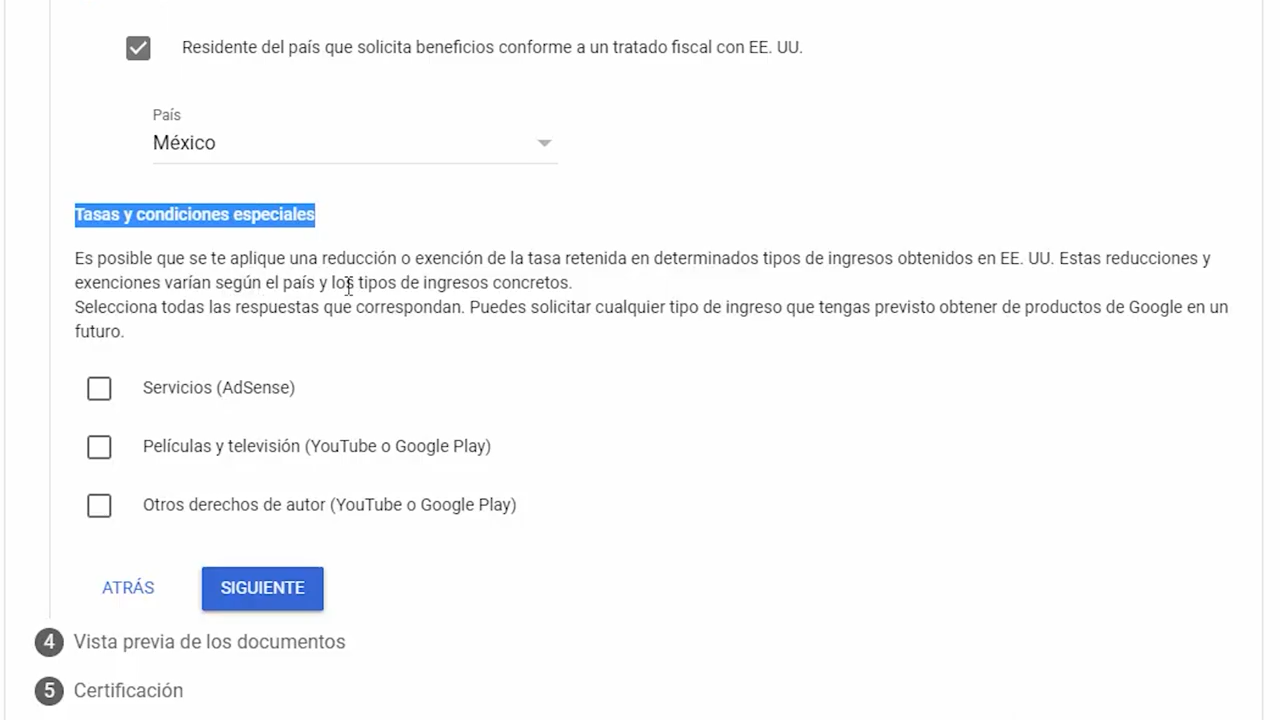 Residente del país que solicita beneficios conforme a un tratado fiscal con EE. UU.
País
México
Tasas y condiciones especiales
Es posible que se te aplique una reducción o exención de la tasa retenida en determinados tipos de ingresos obtenidos en EE. UU. Estas reducciones y
exenciones varían según el país y los tipos de ingresos concretos.
Selecciona todas las respuestas que correspondan. Puedes solicitar cualquier tipo de ingreso que tengas previsto obtener de productos de Google en un
futuro.
Servicios (AdSense)
Películas y televisión (YouTube o Google Play)
Otros derechos de autor (YouTube o Google Play)
ATRÁS SIGUIENTE
4 Vista previa de los documentos
5 Certificación